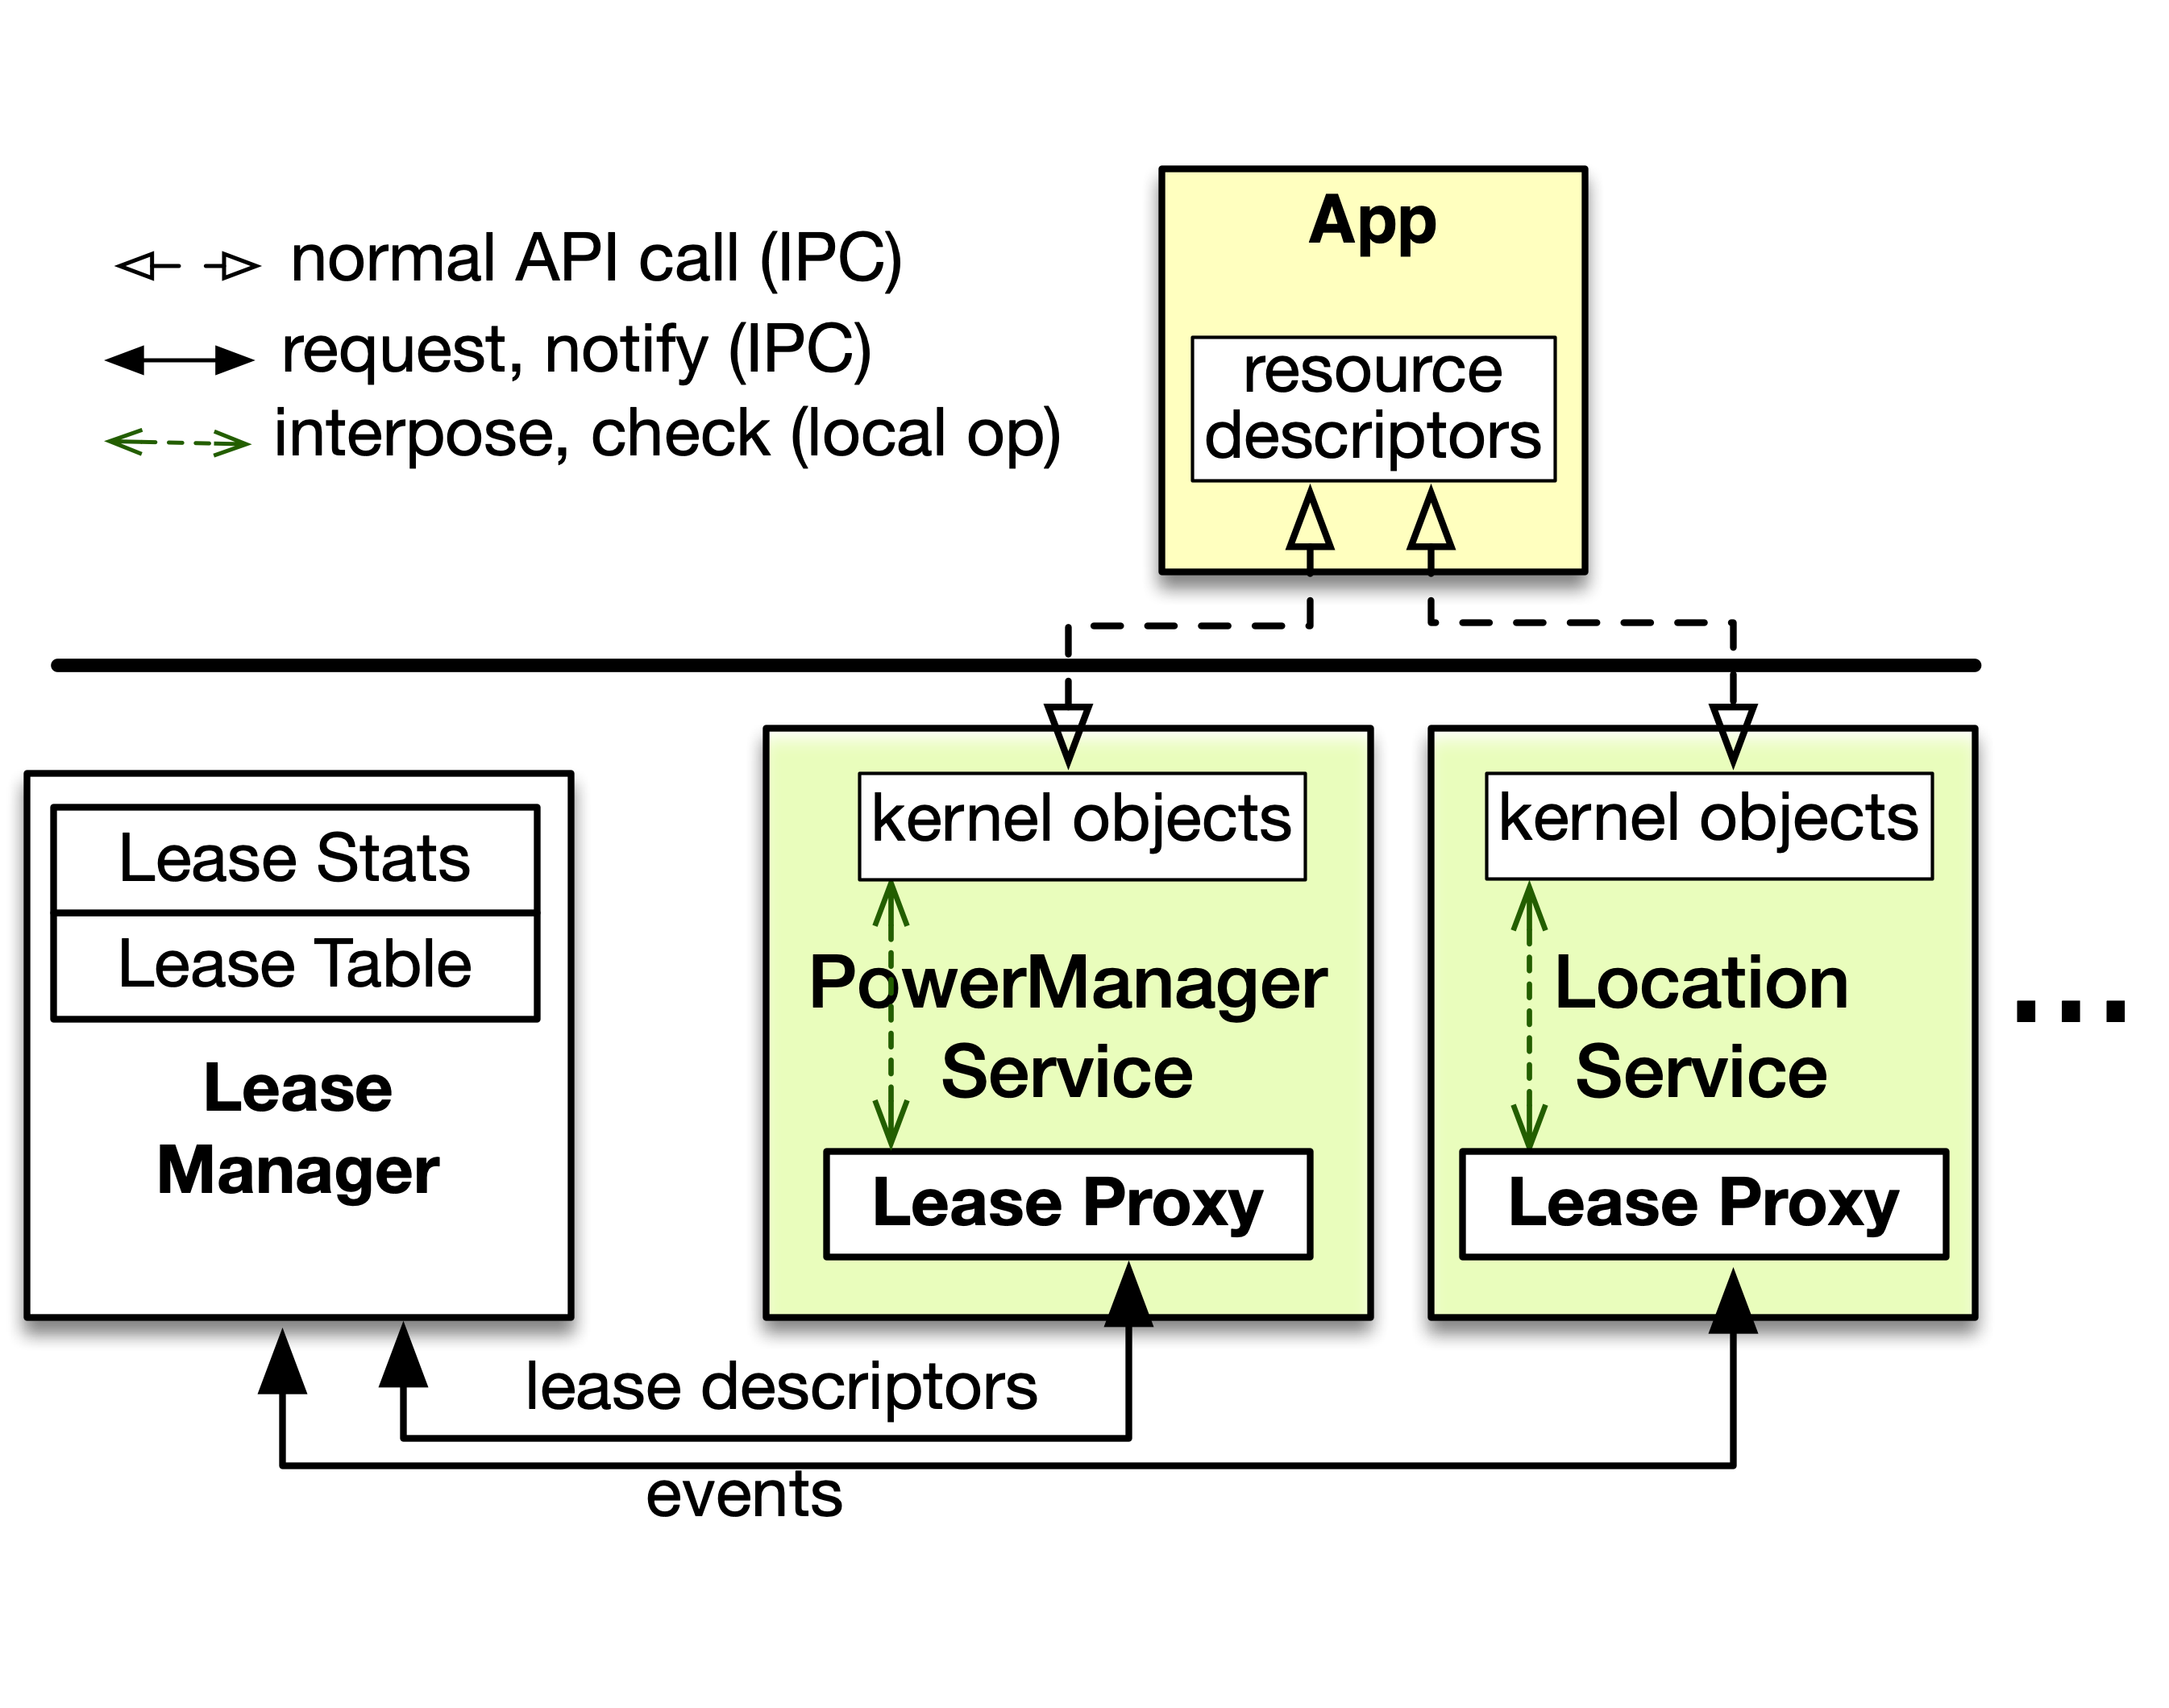 normal API call (IPC)
request, notify (IPC)
interpose, check (local op)
App
resource
descriptors
Lease Stats
Lease Table
Lease
Manager
kernel objects
PowerManager
Service
Lease Proxy
kernel objects
Location
Service
Lease Proxy
...
lease descriptors
events